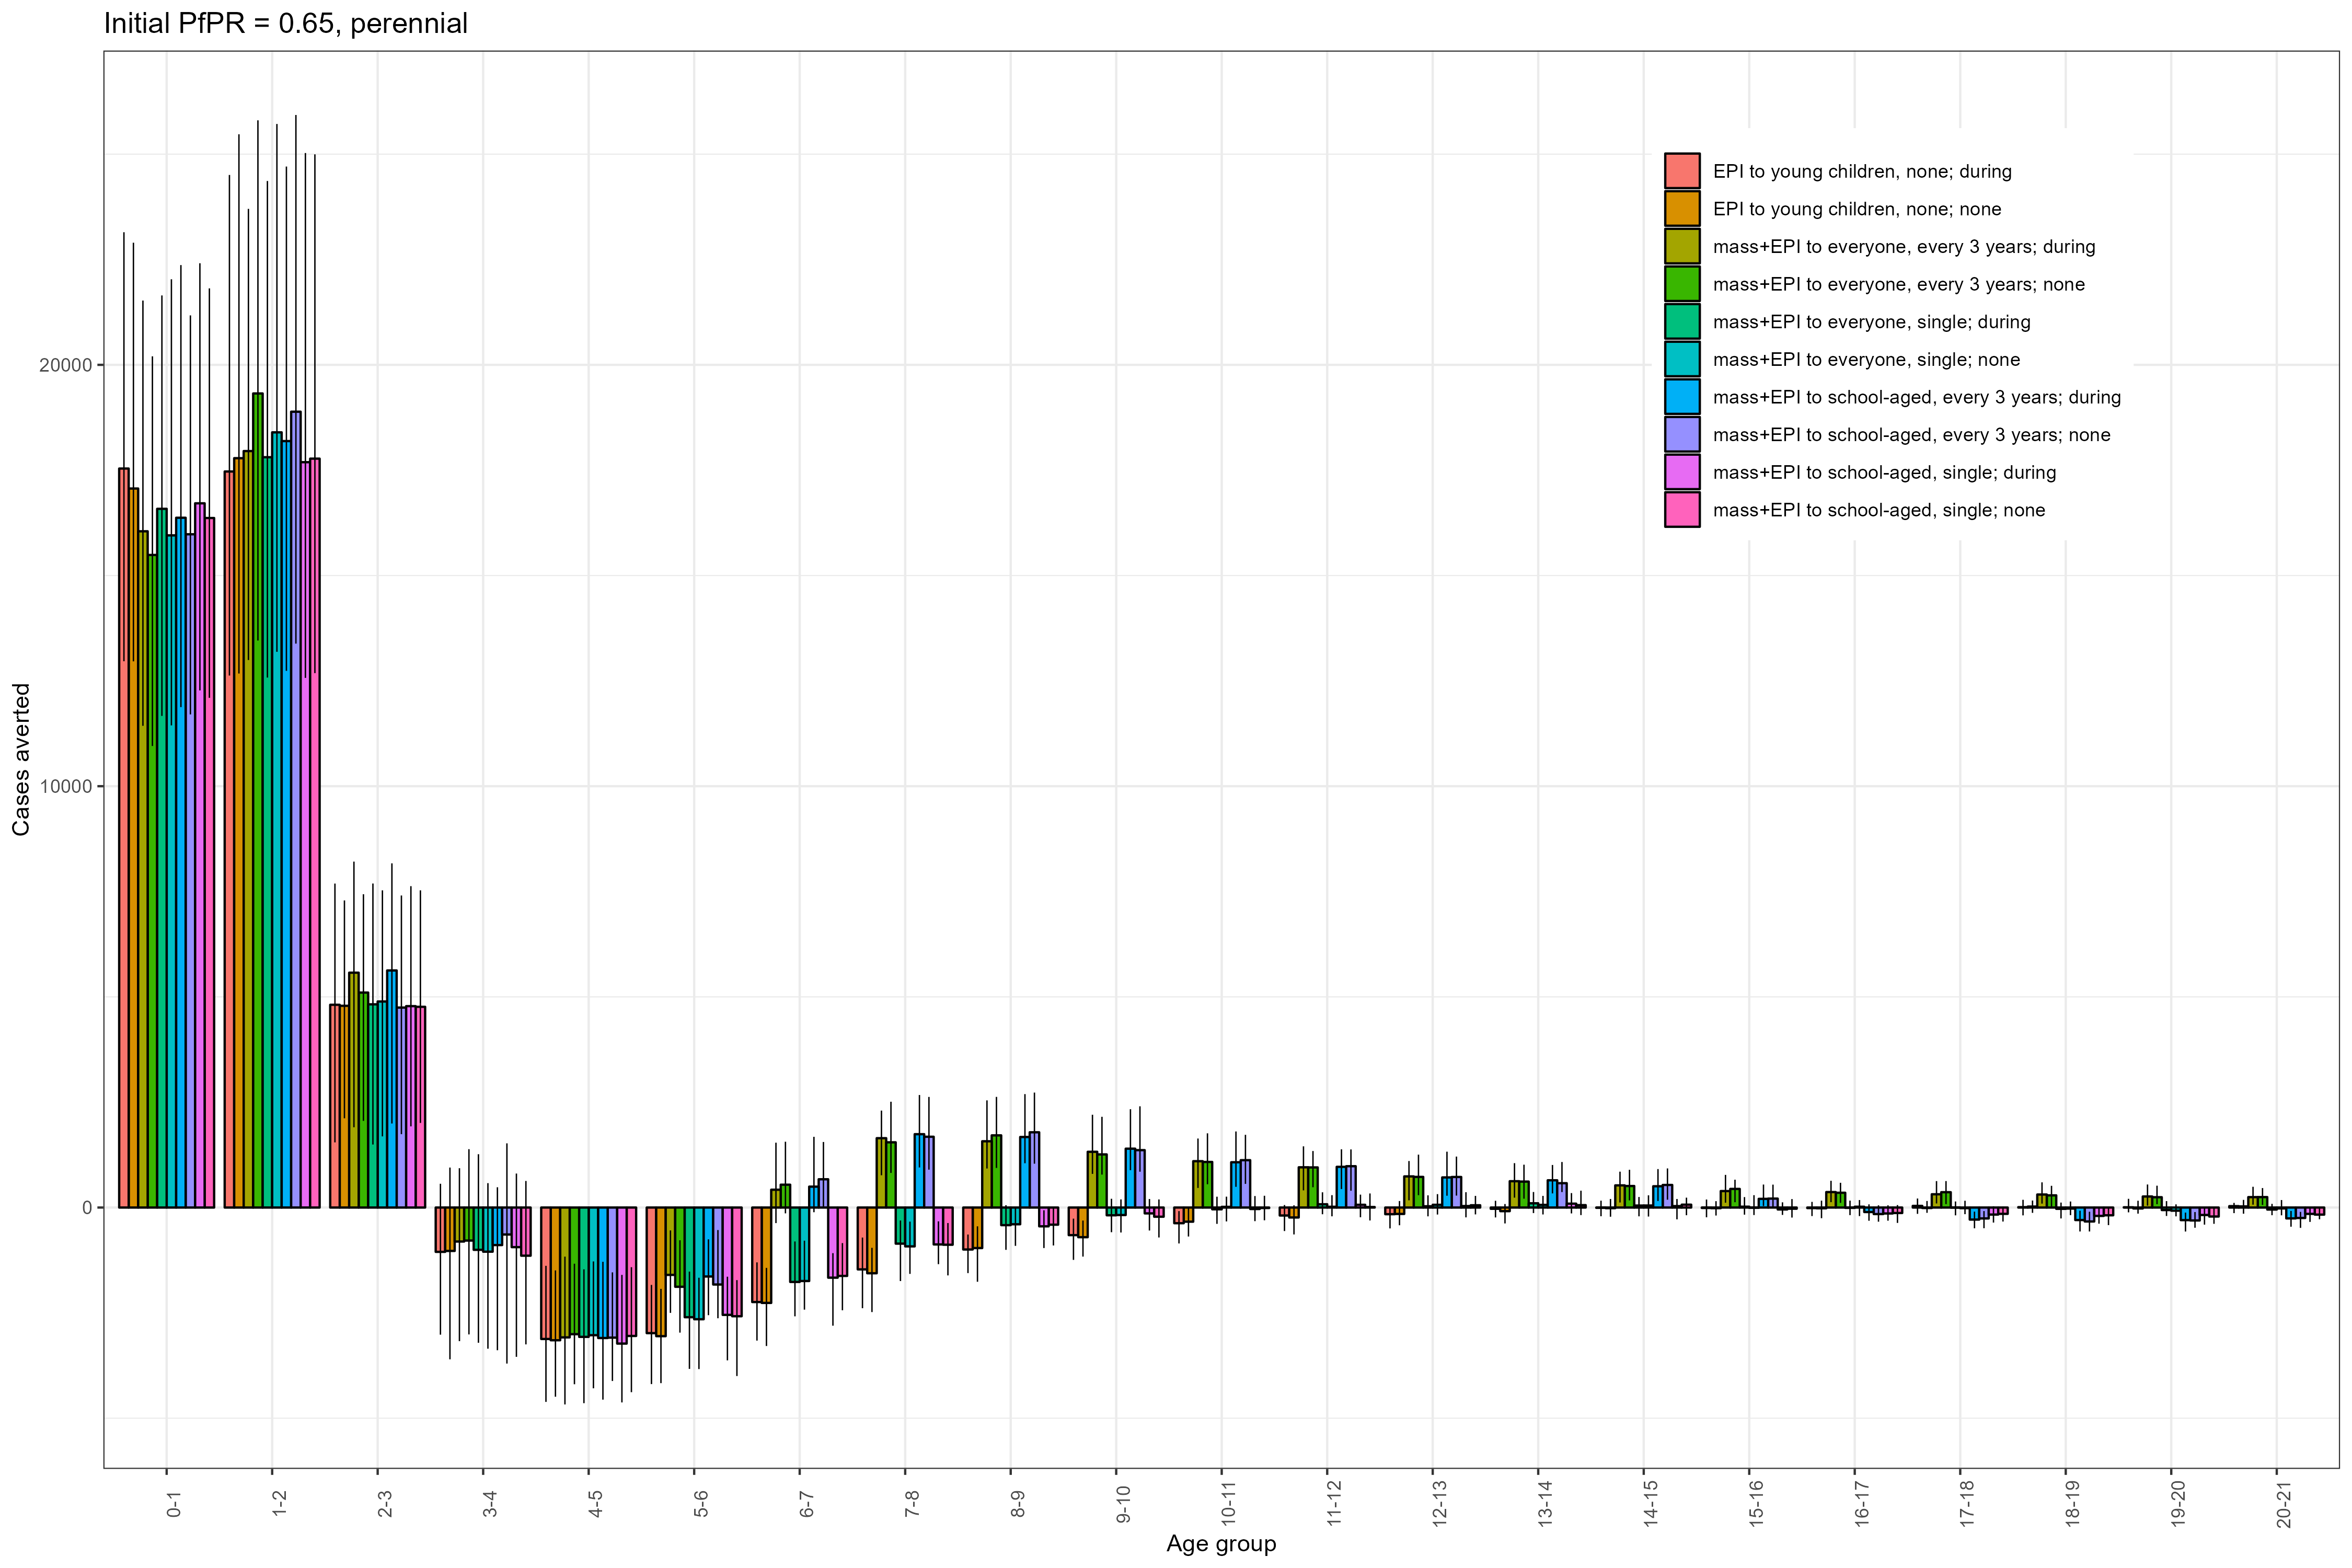 Initial PfPR = 0.65, perennial
Cases averted
20000
10000
0
EPI to young children, none; during
EPI to young children, none; none
mass+EPI to everyone, every 3 years; during
mass+EPI to everyone, every 3 years; none
mass+EPI to everyone, single; during
mass+EPI to everyone, single; none
mass+EPI to school-aged, every 3 years; during
mass+EPI to school-aged, every 3 years; none
mass+EPI to school-aged, single; during
mass+EPI to school-aged, single; none
0-1
1-2
2-3
3-4
4-5
5-6
6-7
7-8
8-9
9-10
10-11
11-12
12-13
13-14
14-15
15-16
16-17
17-18
18-19
19-20
20-21
Age group